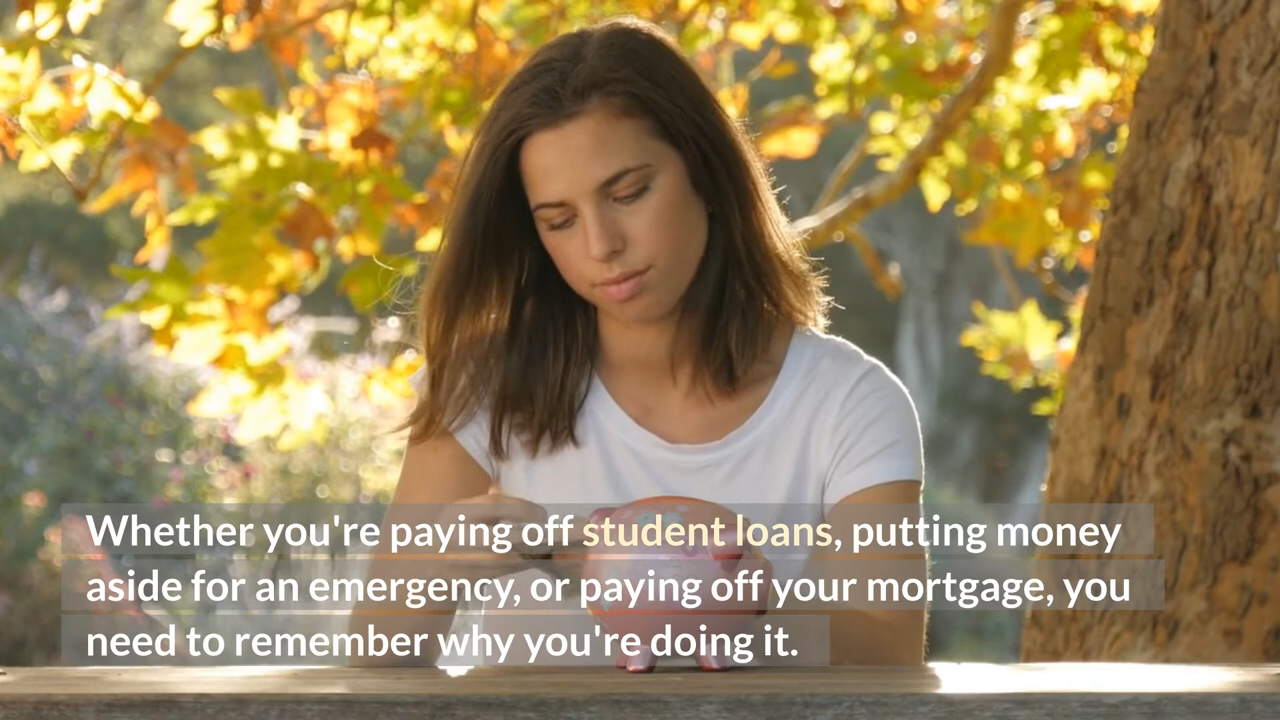 Whether you're paying off student loans, putting money
aside for an emergency, or paying off your mortgage, you
need to remember why you're doing it.